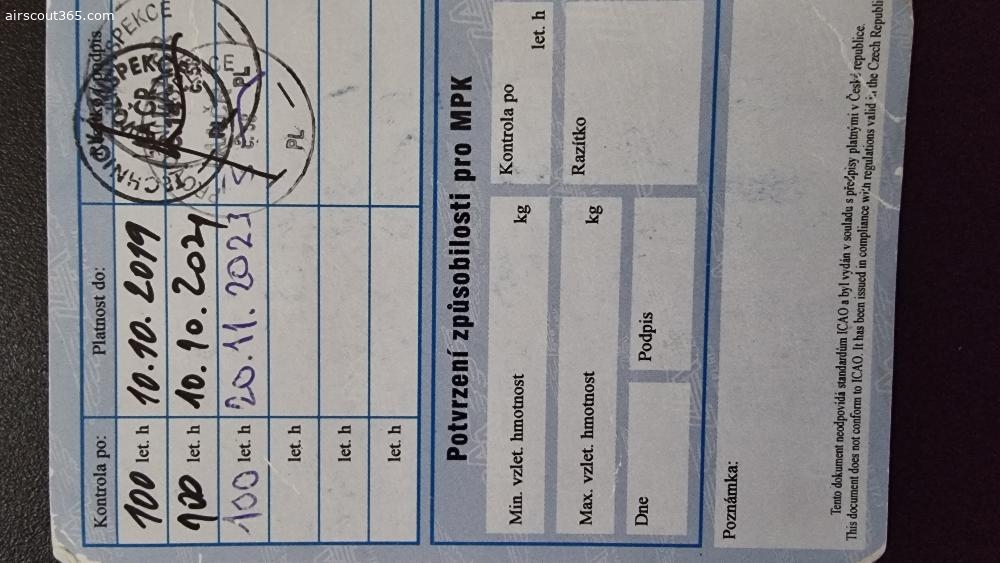 airscout365.com
Kontrola po: Platnost do: podpis
100 let. h 10.10.2019
100 let. h 10.10.2021
100 let. h 20.11.2023
let. h
let. h
let. h
Potvrzení způsobilosti pro MPK
Min. vzlet. hmotnost kg
Kontrola po let. h
Max. vzlet. hmotnost kg
Razítko
Dne
Podpis
Poznámka:
Tento dokument neodpovídá standardům ICAO a byl vydán v souladu s předpisy platnými v České republice.
This document does not conform to ICAO. It has been issued in compliance with regulations valid in the Czech Republi